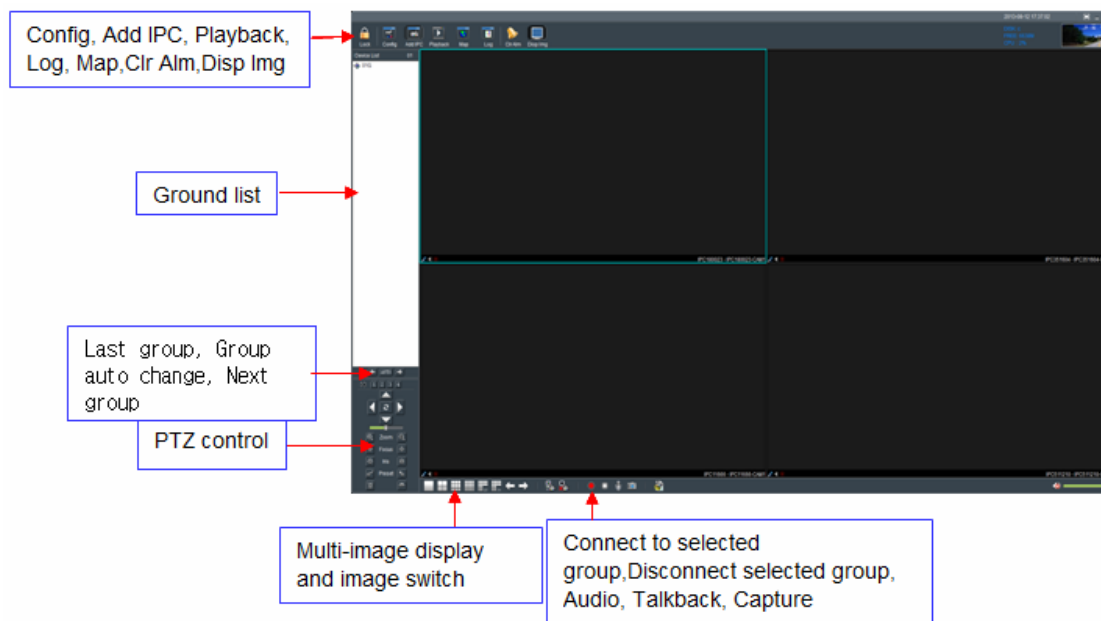 Config, Add IPC, Playback,
Log, Map,Clr Alm,Disp Img
Lock Config Add IPC Playback Map Log Clr Alm Disp Img
Device List
Ground list
Last group, Group
auto change, Next
group
PTZ control
Zoom
Focus
Iris
Preset
Multi-image display
and image switch
Connect to selected
group,Disconnect selected group,
Audio, Talkback, Capture